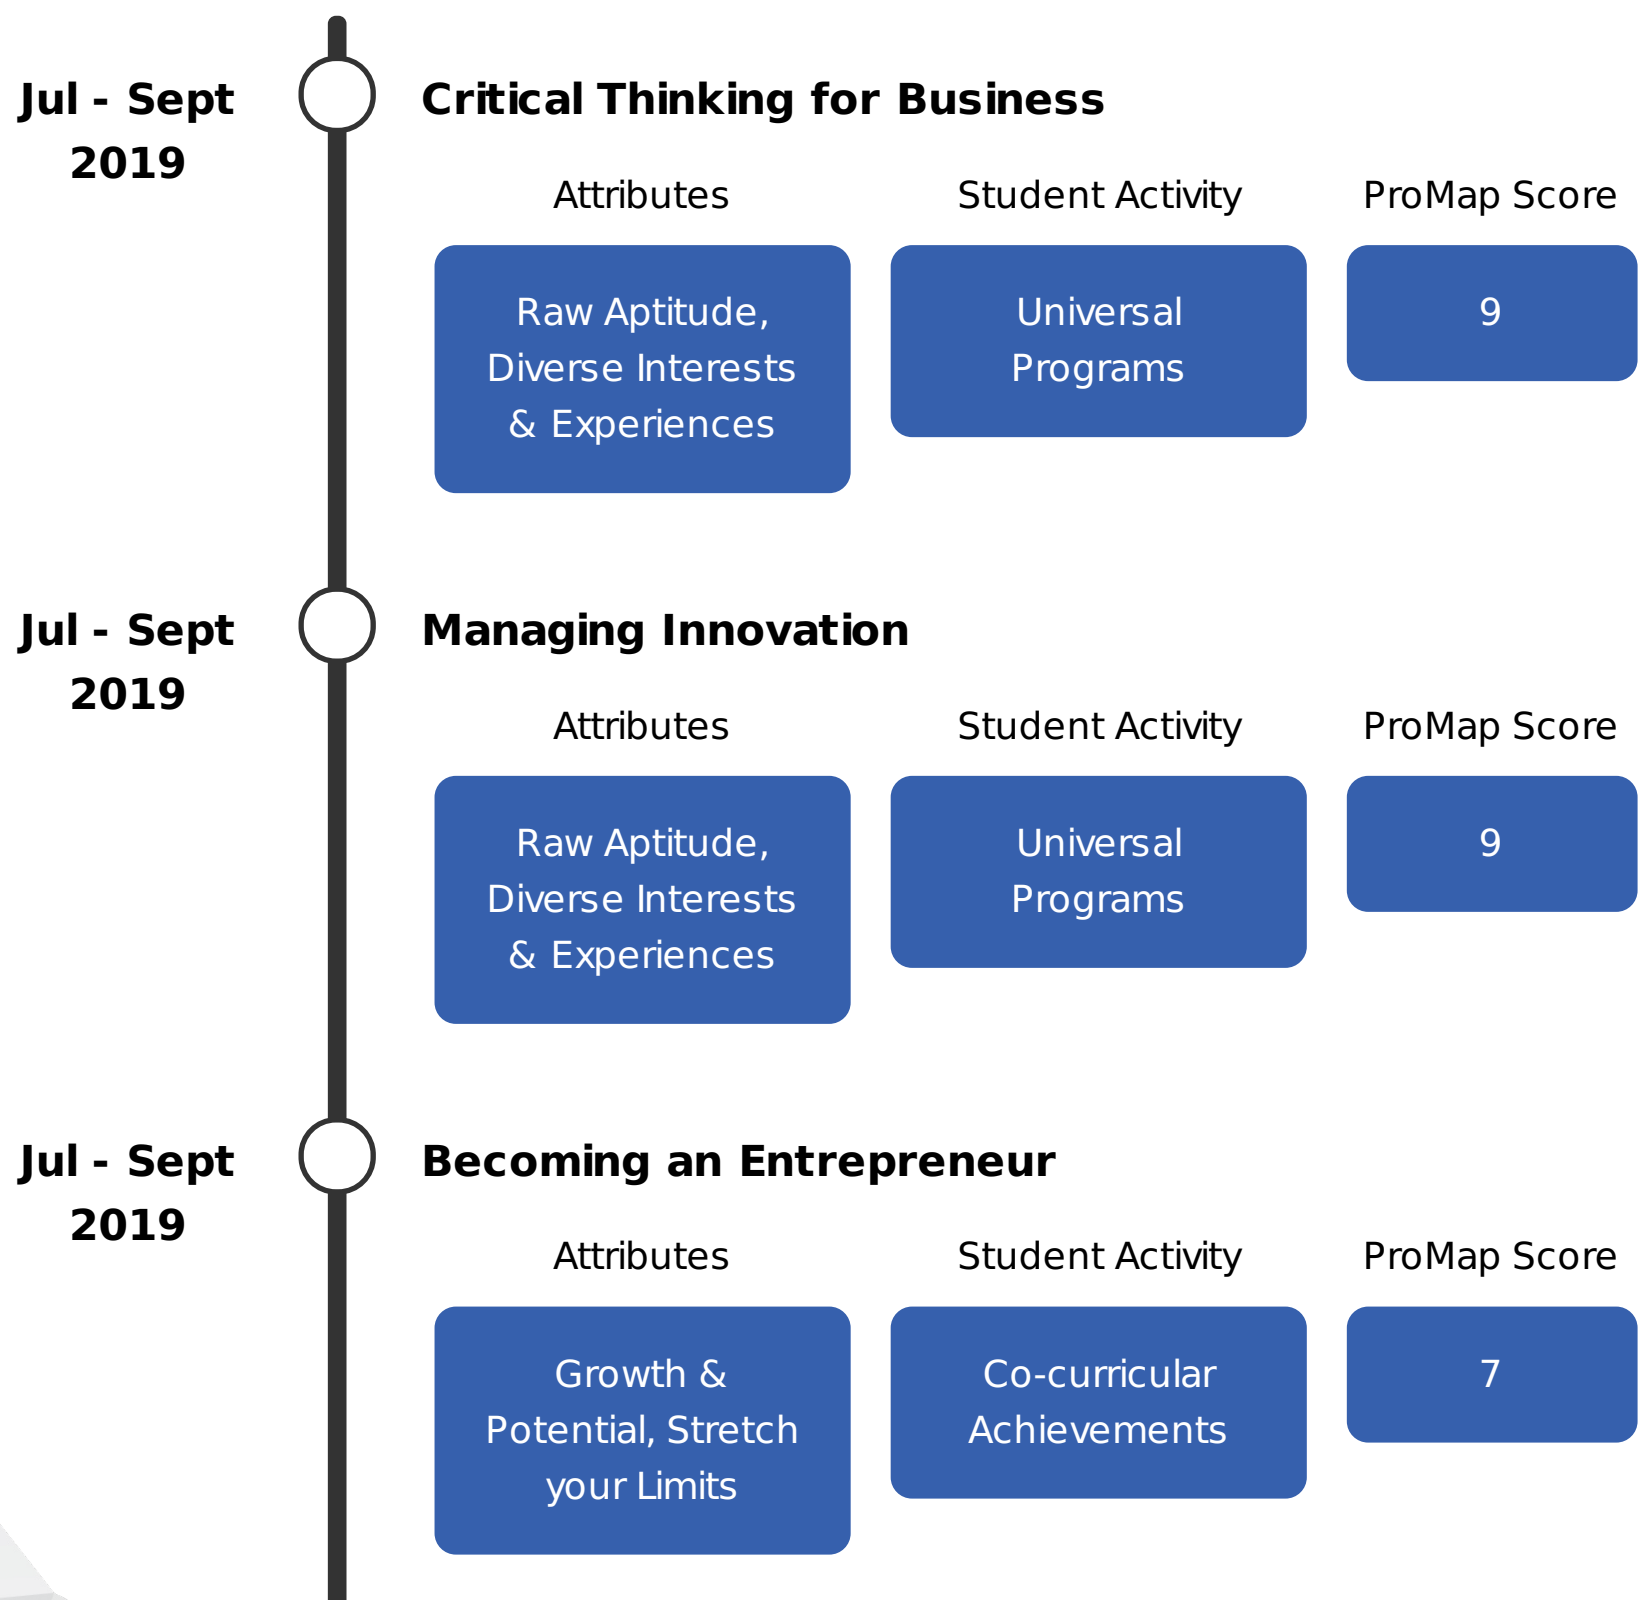 Jul - Sept
2019
Critical Thinking for Business
Attributes
Student Activity
ProMap Score
Raw Aptitude,
Diverse Interests
& Experiences
Universal
Programs
9
Jul - Sept
2019
Managing Innovation
Attributes
Student Activity
ProMap Score
Raw Aptitude,
Diverse Interests
& Experiences
Universal
Programs
9
Jul - Sept
2019
Becoming an Entrepreneur
Attributes
Student Activity
ProMap Score
Growth &
Potential, Stretch
your Limits
Co-curricular
Achievements
7